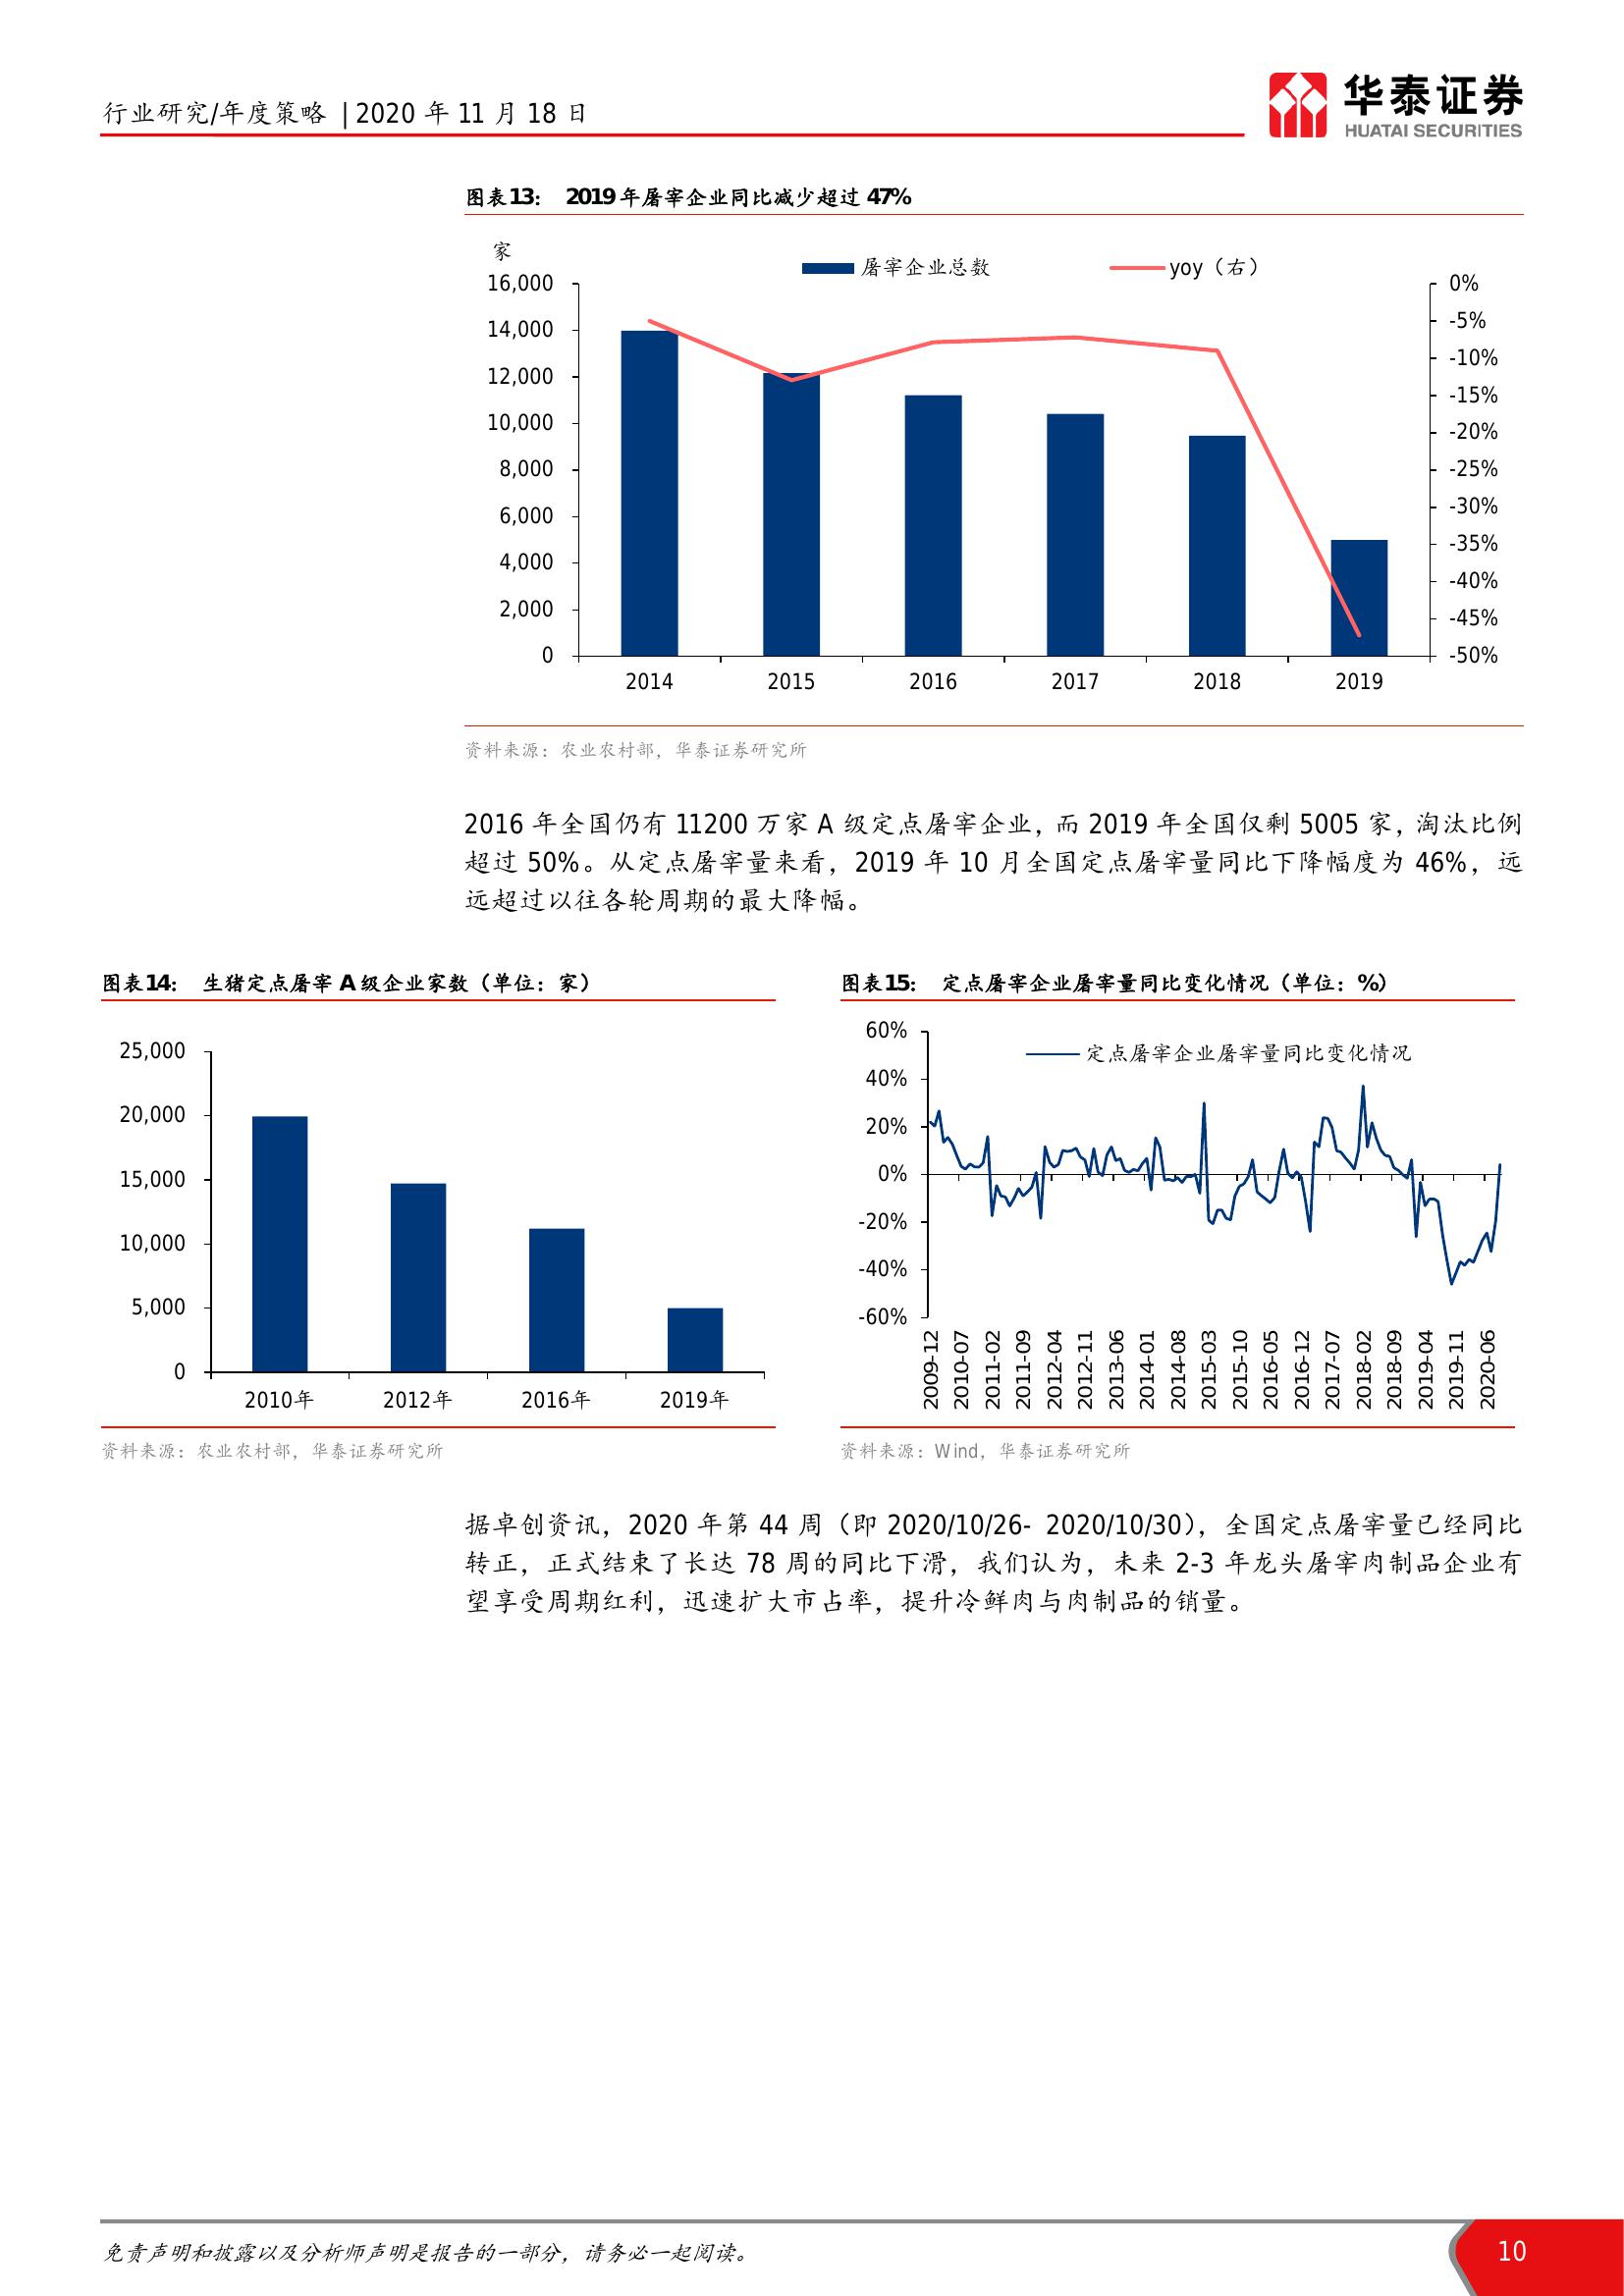 行业研究/年度策略 | 2020 年 11 月 18 日
华泰证券
HUATAI SECURITIES
图表13： 2019 年屠宰企业同比减少超过 47%
家
屠宰企业总数 yoy（右）
16,000 0%
14,000 -5%
-10%
12,000
-15%
10,000
-20%
8,000 -25%
6,000 -30%
-35%
4,000
-40%
2,000
-45%
0 -50%
2014 2015 2016 2017 2018 2019
资料来源：农业农村部，华泰证券研究所
2016 年全国仍有 11200 万家 A 级定点屠宰企业，而 2019 年全国仅剩 5005 家，淘汰比例
超过 50%。从定点屠宰量来看，2019 年 10 月全国定点屠宰量同比下降幅度为 46%，远
远超过以往各轮周期的最大降幅。
图表14： 生猪定点屠宰 A 级企业家数（单位：家）
25,000
20,000
15,000
10,000
5,000
0
2010年 2012年 2016年 2019年
资料来源：农业农村部，华泰证券研究所
图表15： 定点屠宰企业屠宰量同比变化情况（单位：%）
定点屠宰企业屠宰量同比变化情况
60%
40%
20%
0%
-20%
-40%
-60%
2009-12 2010-07 2011-02 2011-09 2012-04 2012-11 2013-06 2014-01 2014-08 2015-03 2015-10 2016-05 2016-12 2017-07 2018-02 2018-09 2019-04 2019-11 2020-06
资料来源：Wind，华泰证券研究所
据卓创资讯，2020 年第 44 周（即 2020/10/26- 2020/10/30），全国定点屠宰量已经同比
转正，正式结束了长达 78 周的同比下滑，我们认为，未来 2-3 年龙头屠宰肉制品企业有
望享受周期红利，迅速扩大市占率，提升冷鲜肉与肉制品的销量。
免责声明和披露以及分析师声明是报告的一部分，请务必一起阅读。
10